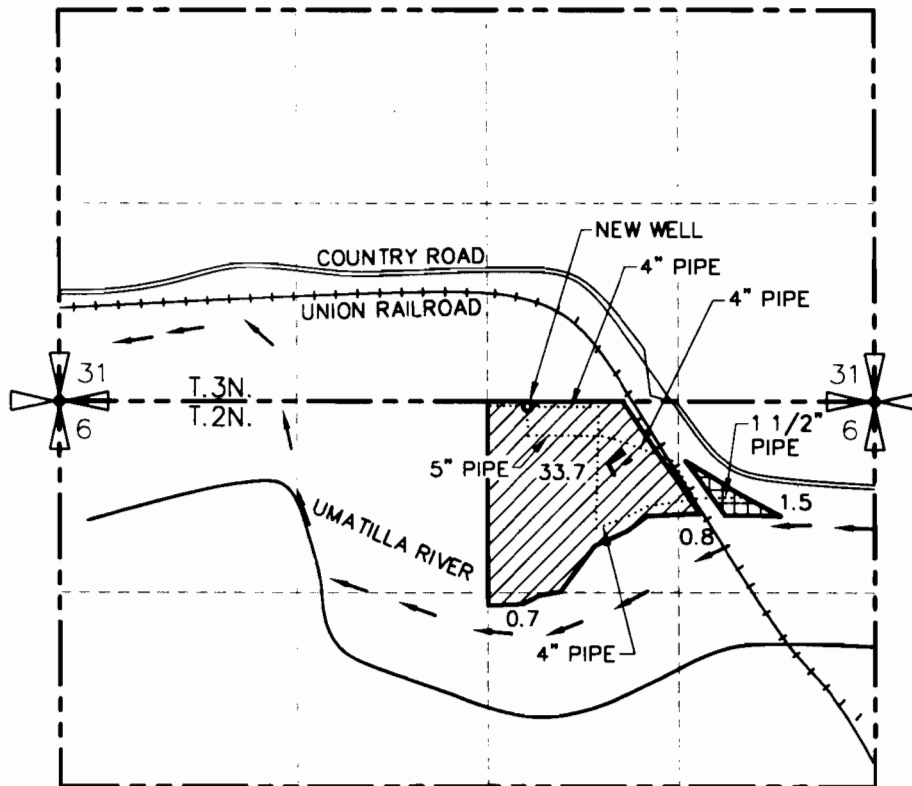 NEW WELL
COUNTRY ROAD
4" PIPE
4" PIPE
UNION RAILROAD
31
31
T.3N.
T.2N.
6
6
1 1/2"
PIPE
5" PIPE
33.7
1.5
UMATILLA RIVER
0.8
0.7
4" PIPE